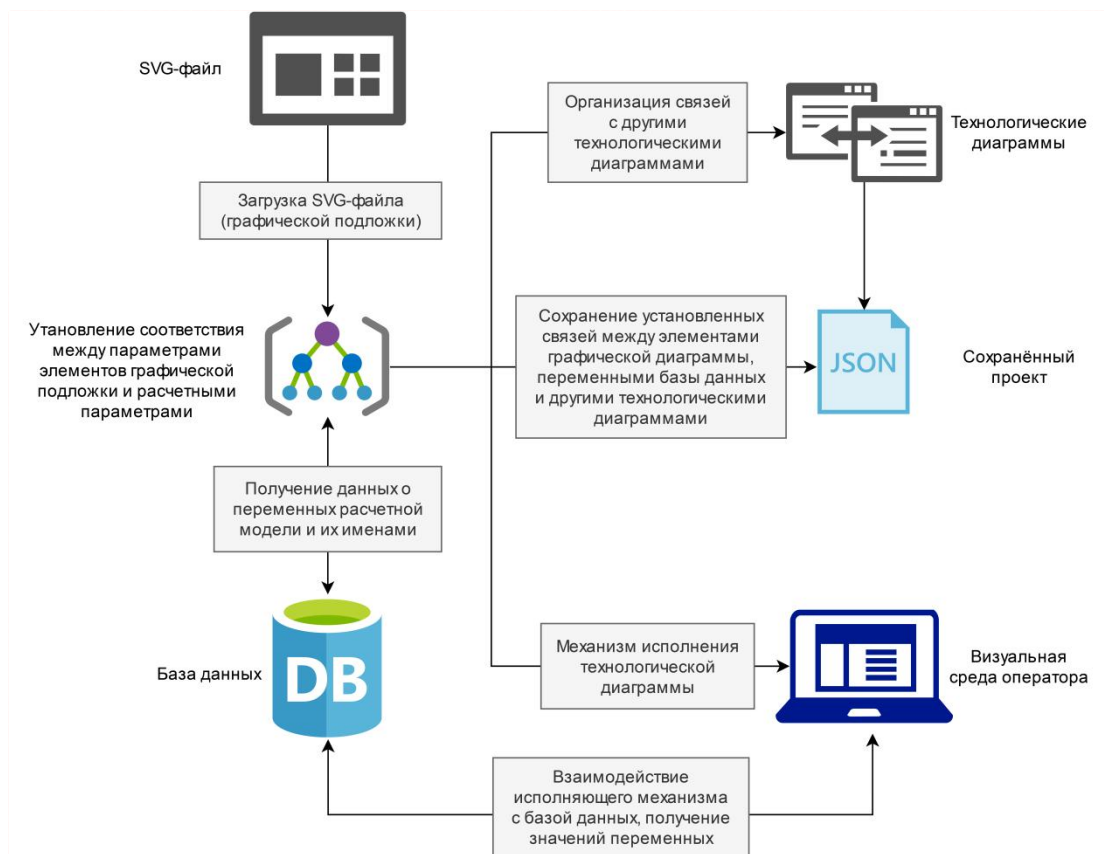 SVG-файл
Загрузка SVG-файла
(графической подложки)
Организация связей
с другими
технологическими
диаграммами
Технологические
диаграммы
Утановление соответствия
между параметрами
элементов графической
подложки и расчетными
параметрами
Сохранение установленных
связей между элементами
графической диаграммы,
переменными базы данных
и другими технологическими
диаграммами
JSON
Сохранённый
проект
Получение данных о
переменных расчетной
модели и их именами
База данных
DB
Механизм исполнения
технологической
диаграммы
Визуальная
среда оператора
Взаимодействие
исполняющего механизма
с базой данных, получение
значений переменных